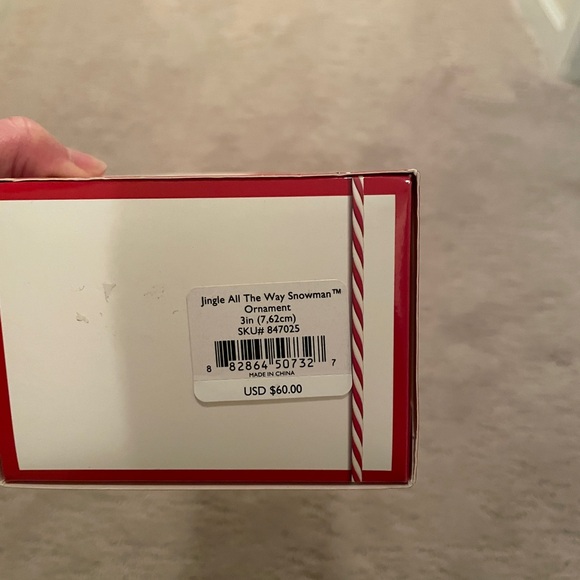 Jingle All The Way Snowman™
Ornament
3in (7,62cm)
SKU# 847025
8 82864 50732 7
MADE IN CHINA
USD $60.00